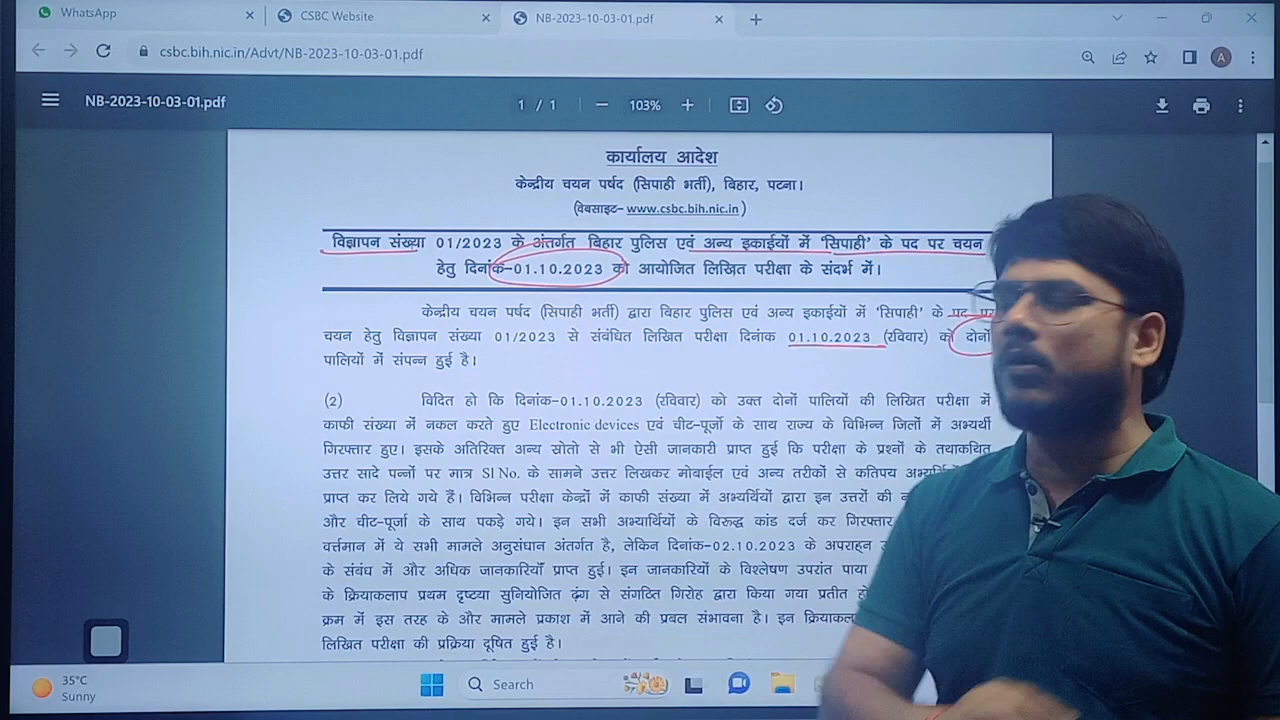 WhatsApp
CSBC Website
NB-2023-10-03-01.pdf
csbc.bih.nic.in/Advt/NB-2023-10-03-01.pdf
A
NB-2023-10-03-01.pdf
1 / 1
103%
कार्यालय आदेश
केन्द्रीय चयन पर्षद (सिपाही भर्ती), बिहार, पटना।
(वेबसाइट- www.csbc.bih.nic.in )
विज्ञापन संख्या 01/2023 के अंतर्गत बिहार पुलिस एवं अन्य इकाईयों में 'सिपाही' के पद पर चयन
हेतु दिनांक-01.10.2023 को आयोजित लिखित परीक्षा के संदर्भ में।
केन्द्रीय चयन पर्षद (सिपाही भर्ती) द्वारा बिहार पुलिस एवं अन्य इकाईयों में 'सिपाही' के पद पर
चयन हेतु विज्ञापन संख्या 01/2023 से संबंधित लिखित परीक्षा दिनांक 01.10.2023 (रविवार) को दोनों
पालियों में संपन्न हुई है।
(2) विदित हो कि दिनांक-01.10.2023 (रविवार) को उक्त दोनों पालियों की लिखित परीक्षा में
काफी संख्या में नकल करते हुए Electronic devices एवं चीट-पूर्जो के साथ राज्य के विभिन्न जिलों में अभ्यर्थी
गिरफ्तार हुए। इसके अतिरिक्त अन्य स्रोतो से भी ऐसी जानकारी प्राप्त हुई कि परीक्षा के प्रश्नों के तथाकथित
उत्तर सादे पन्नों पर मात्र Sl No. के सामने उत्तर लिखकर मोबाईल एवं अन्य तरीकों से कतिपय
प्राप्त कर लिये गये हैं। विभिन्न परीक्षा केन्द्रों में काफी संख्या में अभ्यर्थियों द्वारा इन उत्तरों की
और चीट-पूर्जा के साथ पकड़े गये। इन सभी अभ्यार्थियों के विरूद्ध कांड दर्ज कर गिरफ्तार
वर्त्तमान में ये सभी मामले अनुसंधान अंतर्गत है, लेकिन दिनांक-02.10.2023 के अपराहन
के संबंध में और अधिक जानकारियाँ प्राप्त हुई। इन जानकारियों के विश्लेषण उपरांत पाया
के क्रियाकलाप प्रथम दृष्टया सुनियोजित ढ़ंग से संगठित गिरोह द्वारा किया गया प्रतीत
क्रम में इस तरह के और मामले प्रकाश में आने की प्रबल संभावना है। इन
लिखित परीक्षा की प्रक्रिया दूषित हुई है।
35°C
Sunny
Search